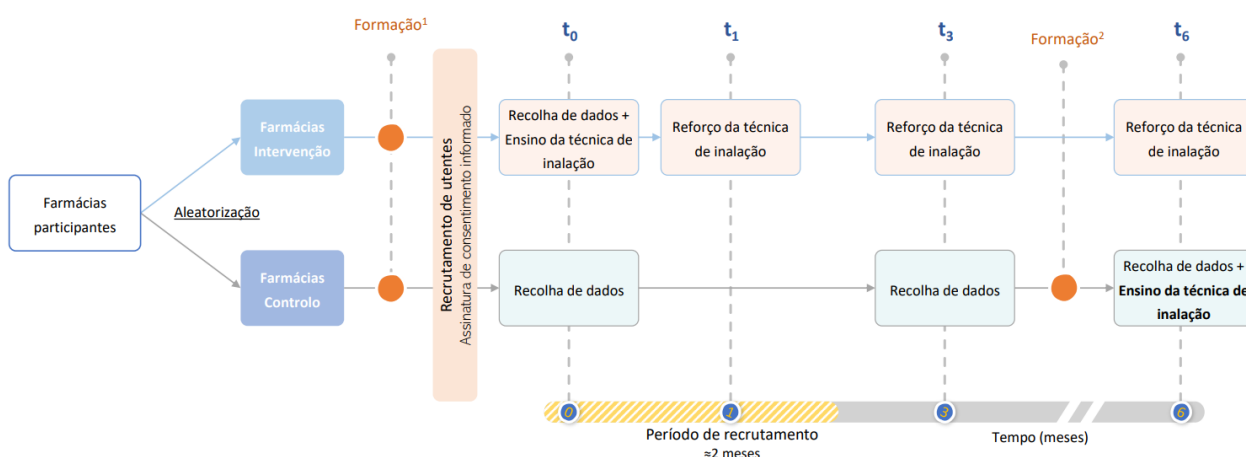 Formação1
t0
t1
t3
Formação2
t6
Farmácias
Intervenção
Recrutamento de utentes
Assinatura de consentimento informado
Recolha de dados +
Ensino da técnica de
inalação
Reforço da técnica
de inalação
Reforço da técnica
de inalação
Reforço da técnica
de inalação
Farmácias
participantes
Aleatorização
Farmácias
Controlo
Recolha de dados
Recolha de dados
Recolha de dados +
Ensino da técnica de
inalação
0
1
3
6
Período de recrutamento
≈2 meses
Tempo (meses)